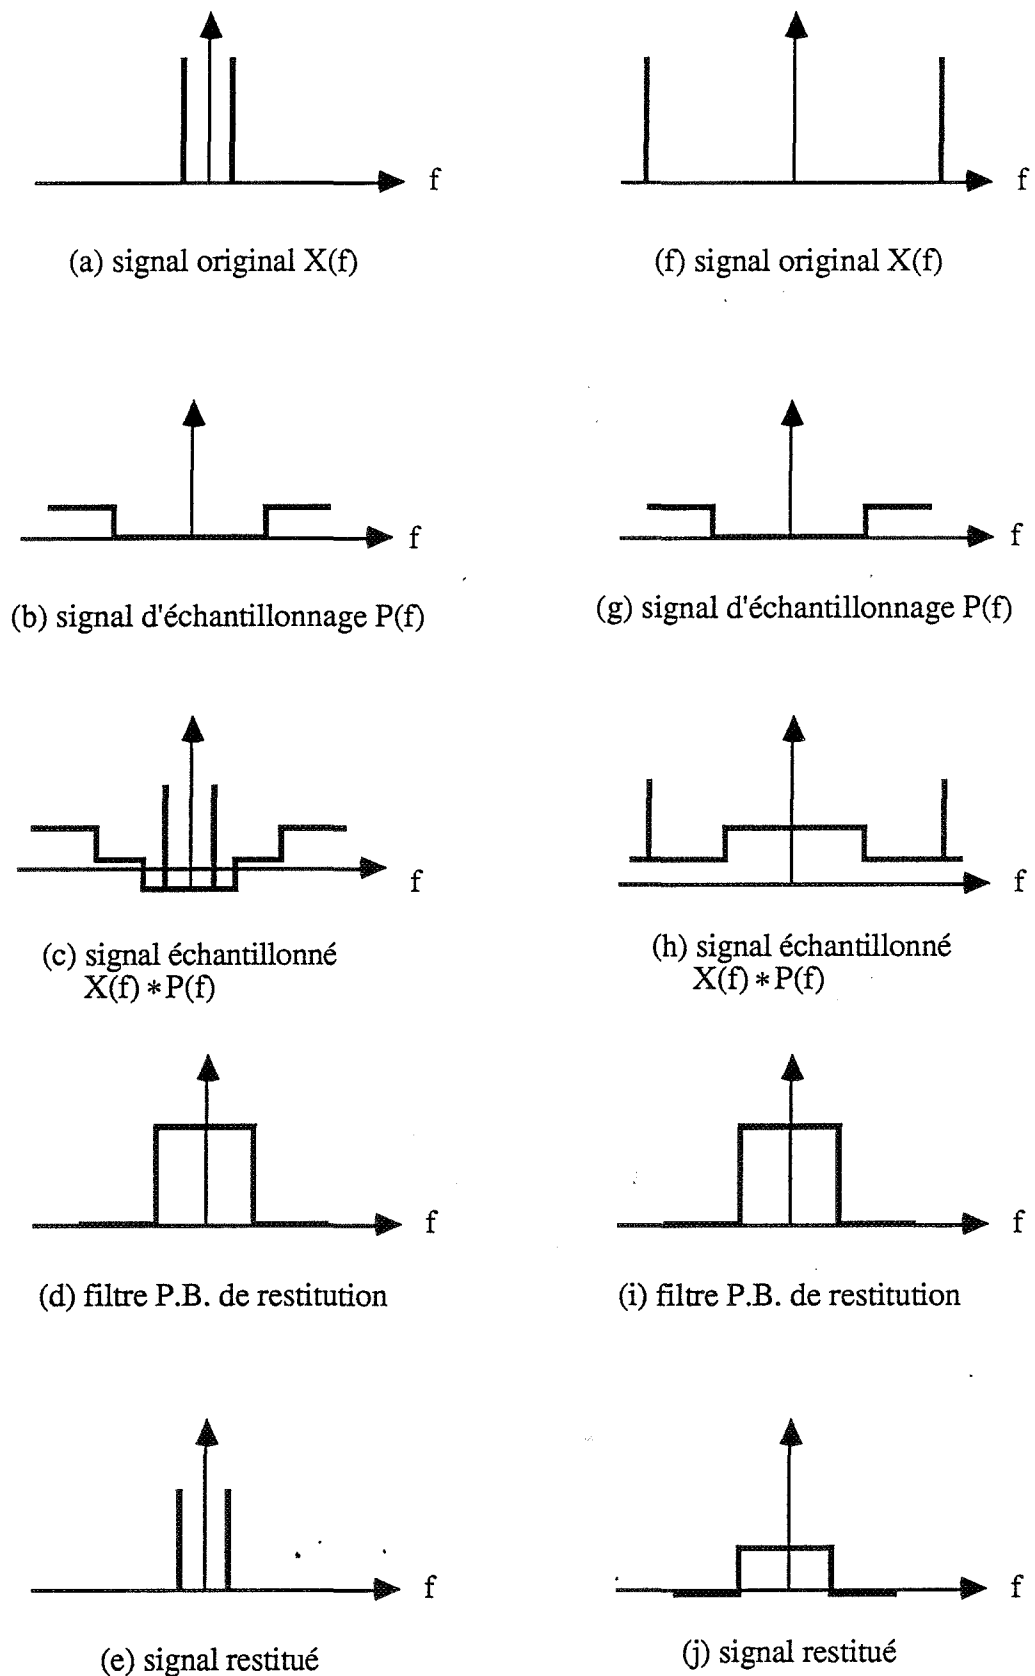 f
f
(a) signal original X(f)
(f) signal original X(f)
f
f
(b) signal d'échantillonnage P(f)
(g) signal d'échantillonnage P(f)
f
f
(c) signal échantillonné
X(f) * P(f)
(h) signal échantillonné
X(f) * P(f)
f
f
(d) filtre P.B. de restitution
(i) filtre P.B. de restitution
f
f
(e) signal restitué
(j) signal restitué